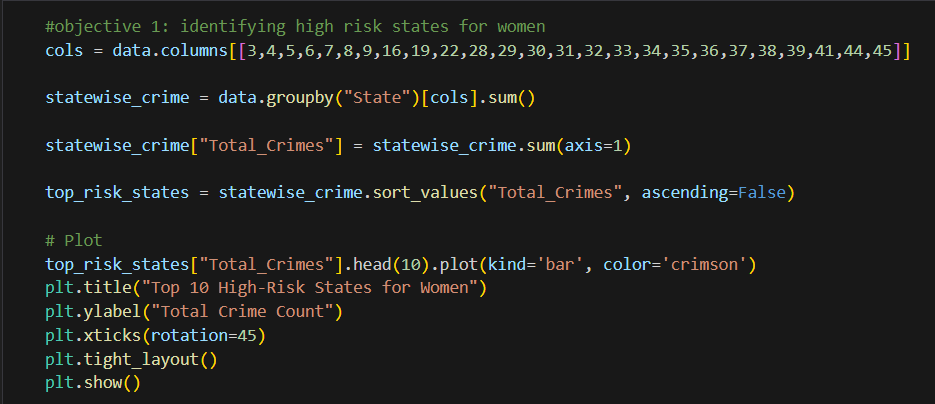 #objective 1: identifying high risk states for women
cols = data.columns[[3,4,5,6,7,8,9,16,19,22,28,29,30,31,32,33,34,35,36,37,38,39,41,44,45]]
statewise_crime = data.groupby("State")[cols].sum()
statewise_crime["Total_Crimes"] = statewise_crime.sum(axis=1)
top_risk_states = statewise_crime.sort_values("Total_Crimes", ascending=False)
# Plot
top_risk_states["Total_Crimes"].head(10).plot(kind='bar', color='crimson')
plt.title("Top 10 High-Risk States for Women")
plt.ylabel("Total Crime Count")
plt.xticks(rotation=45)
plt.tight_layout()
plt.show()